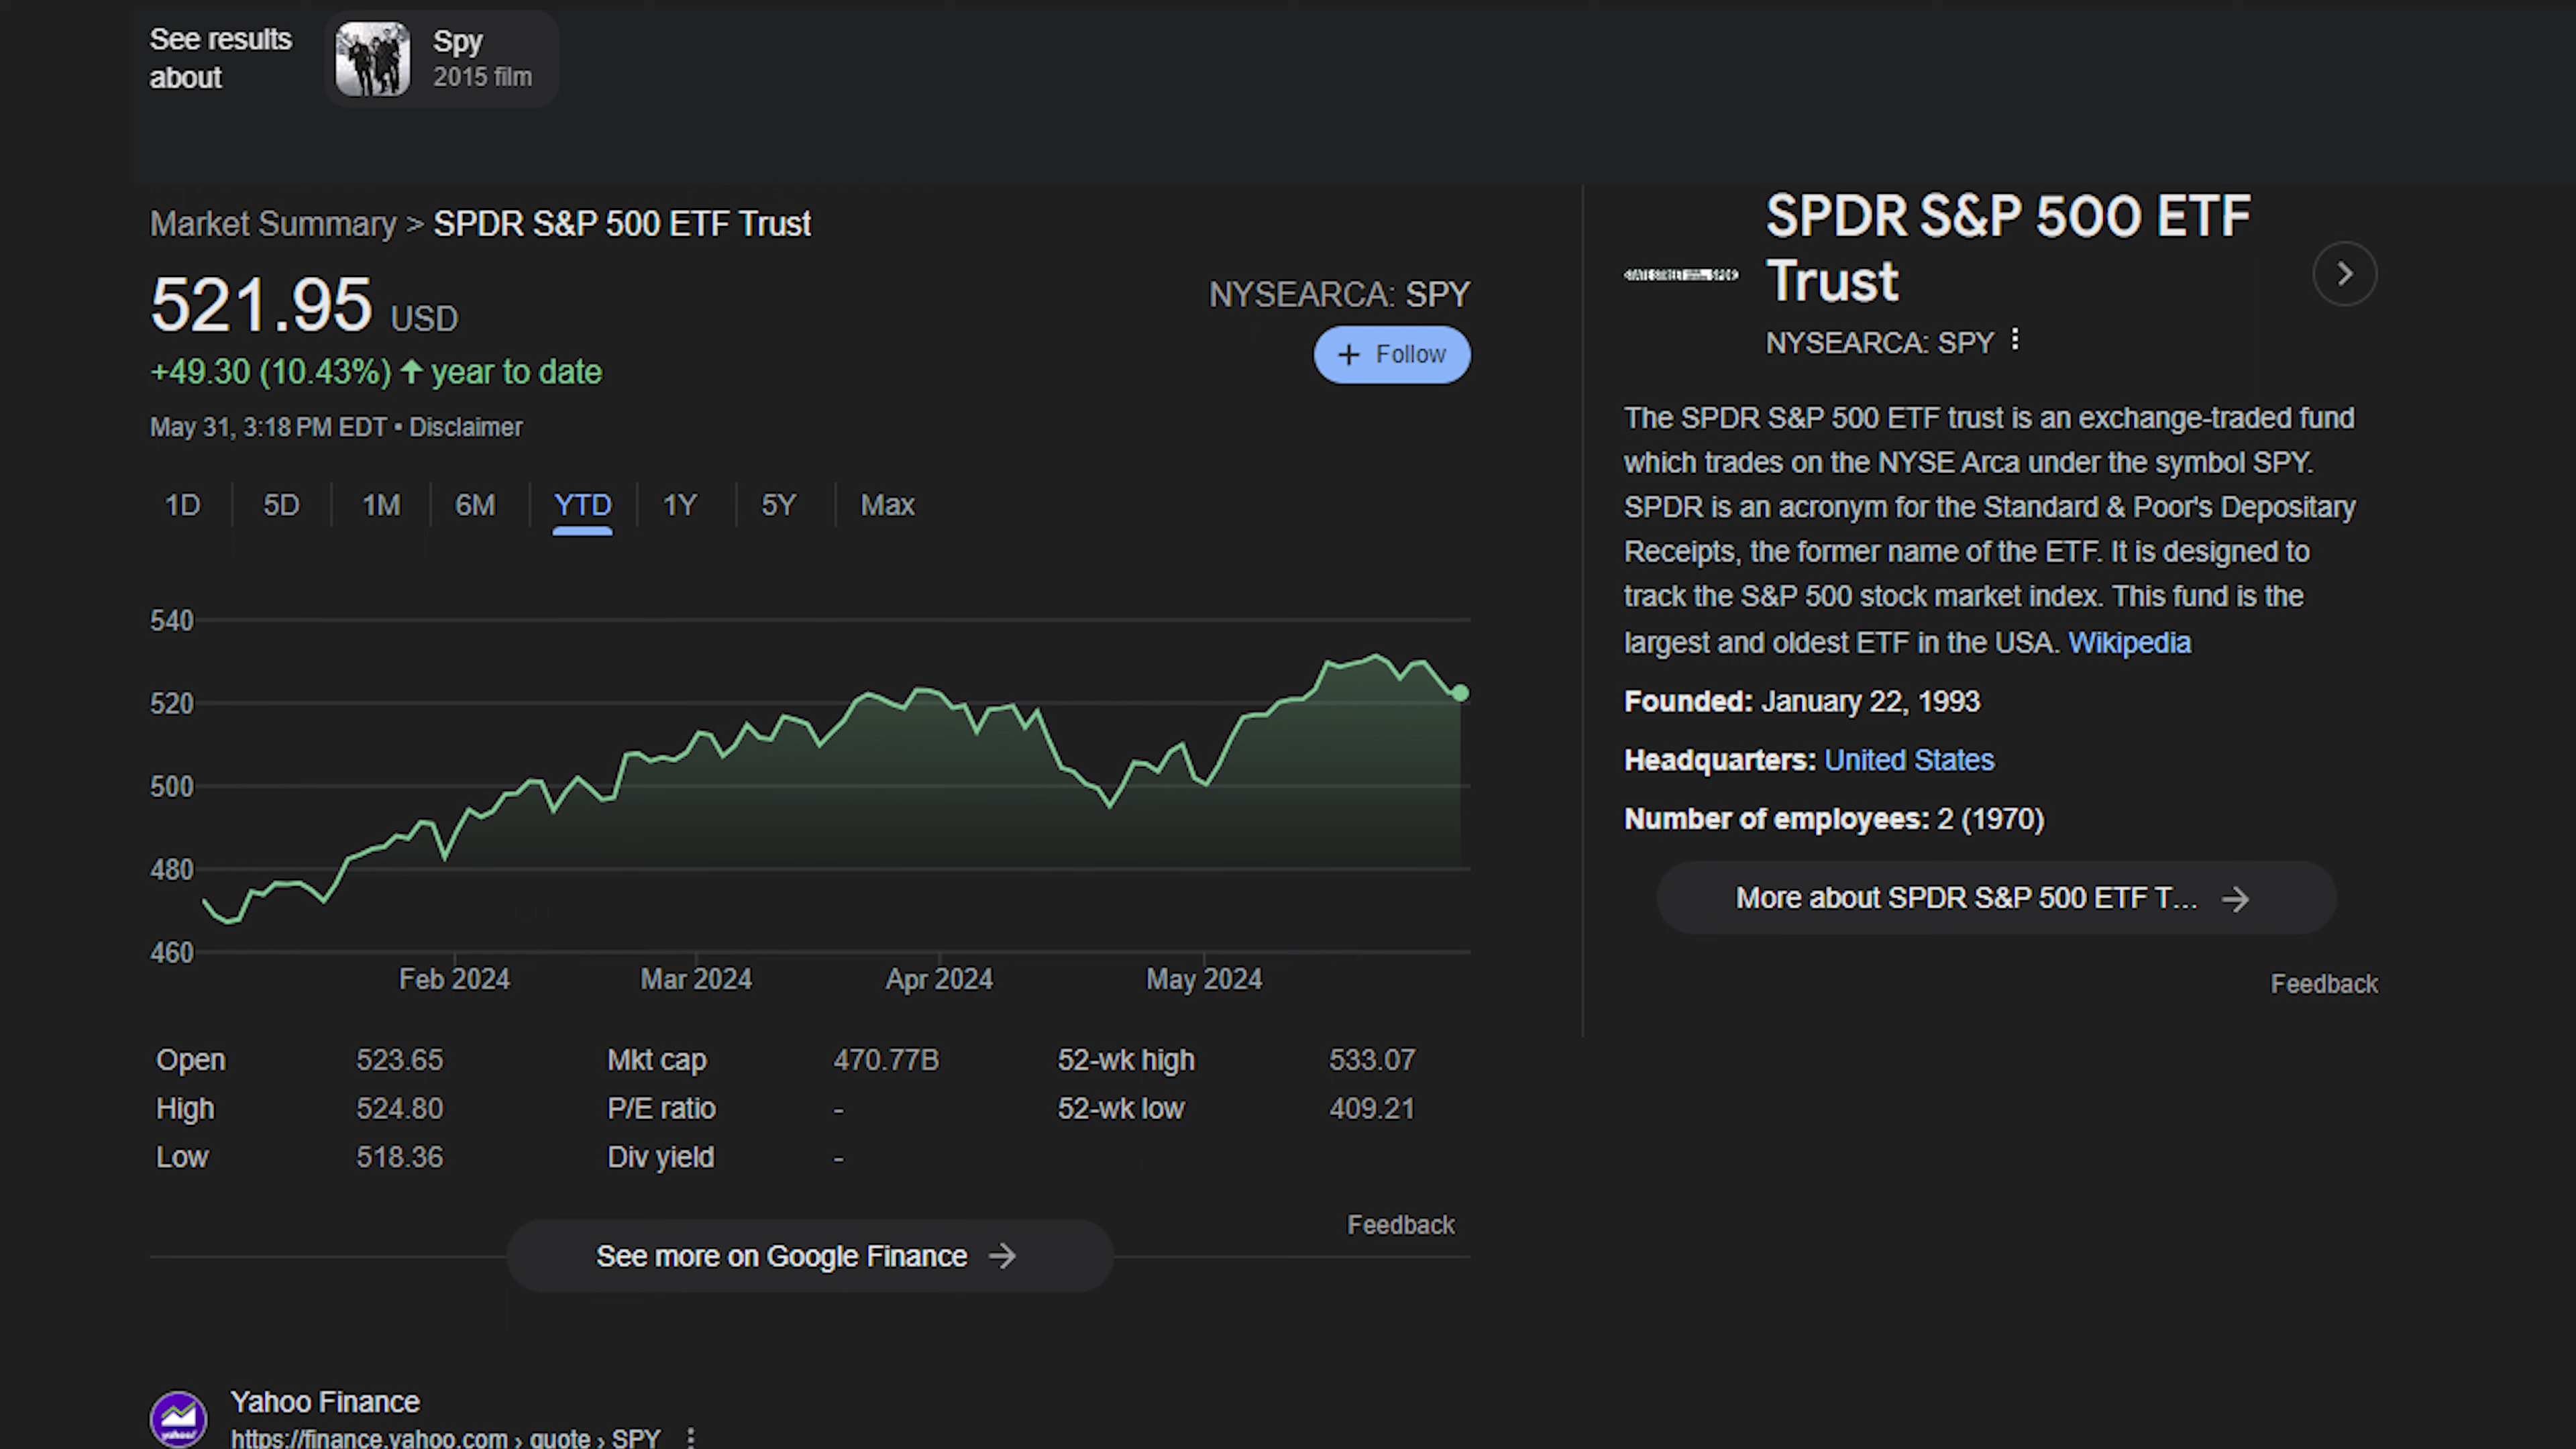 See results
about
Spy
2015 film
Market Summary > SPDR S&P 500 ETF Trust
521.95 USD
+49.30 (10.43%) ↑ year to date
May 31, 3:18 PM EDT • Disclaimer
NYSEARCA: SPY
+ Follow
1D 5D 1M 6M YTD 1Y 5Y Max
540
520
500
480
460
Feb 2024 Mar 2024 Apr 2024 May 2024
Open 523.65 Mkt cap 470.77B 52-wk high 533.07
High 524.80 P/E ratio - 52-wk low 409.21
Low 518.36 Div yield -
Feedback
See more on Google Finance →
SPDR S&P 500 ETF
Trust
NYSEARCA: SPY
The SPDR S&P 500 ETF trust is an exchange-traded fund
which trades on the NYSE Arca under the symbol SPY.
SPDR is an acronym for the Standard & Poor's Depositary
Receipts, the former name of the ETF. It is designed to
track the S&P 500 stock market index. This fund is the
largest and oldest ETF in the USA. Wikipedia
Founded: January 22, 1993
Headquarters: United States
Number of employees: 2 (1970)
More about SPDR S&P 500 ETF T... →
Feedback
Yahoo Finance
https://finance.yahoo.com › quote › SPY